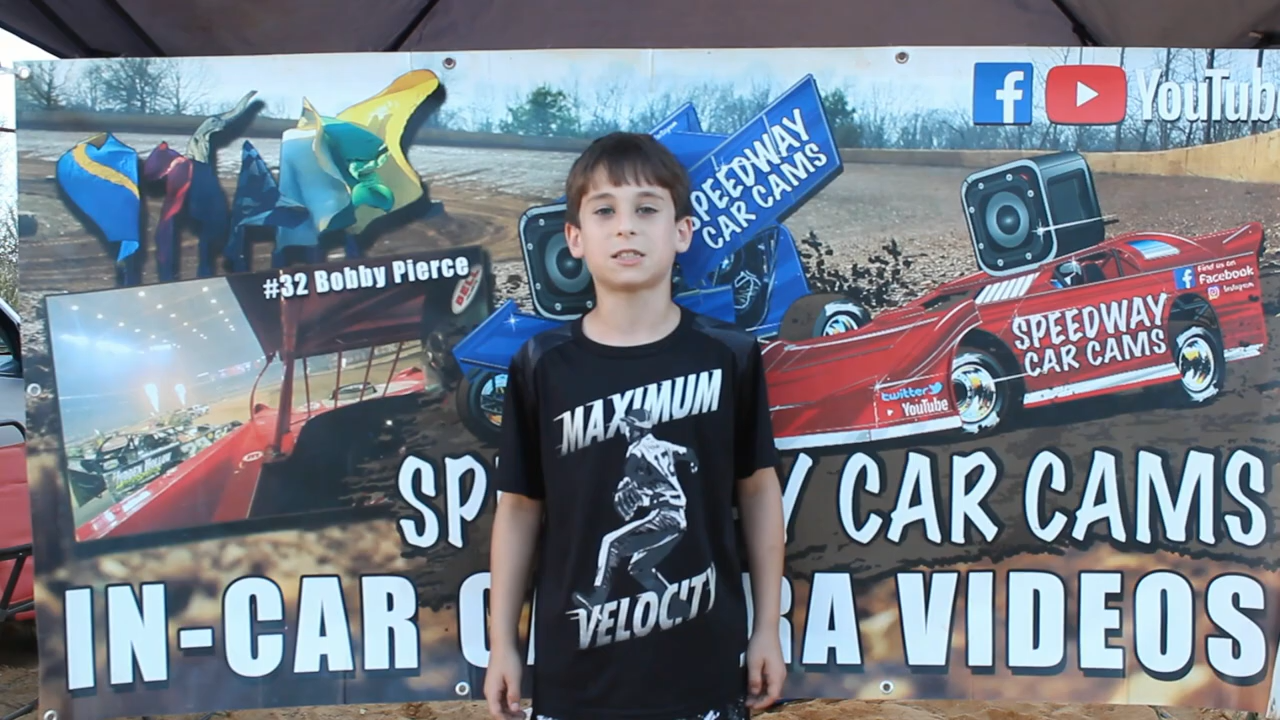 YouTub
SPEEDWAY
CAR CAMS
#32 Bobby Pierce
Find us on
Facebook
Instagram
SPEEDWAY
CAR CAMS
twitter
YouTube
MAXIMUM
VELOCITY
SP Y CAR CAMS
IN-CAR C RA VIDEOS